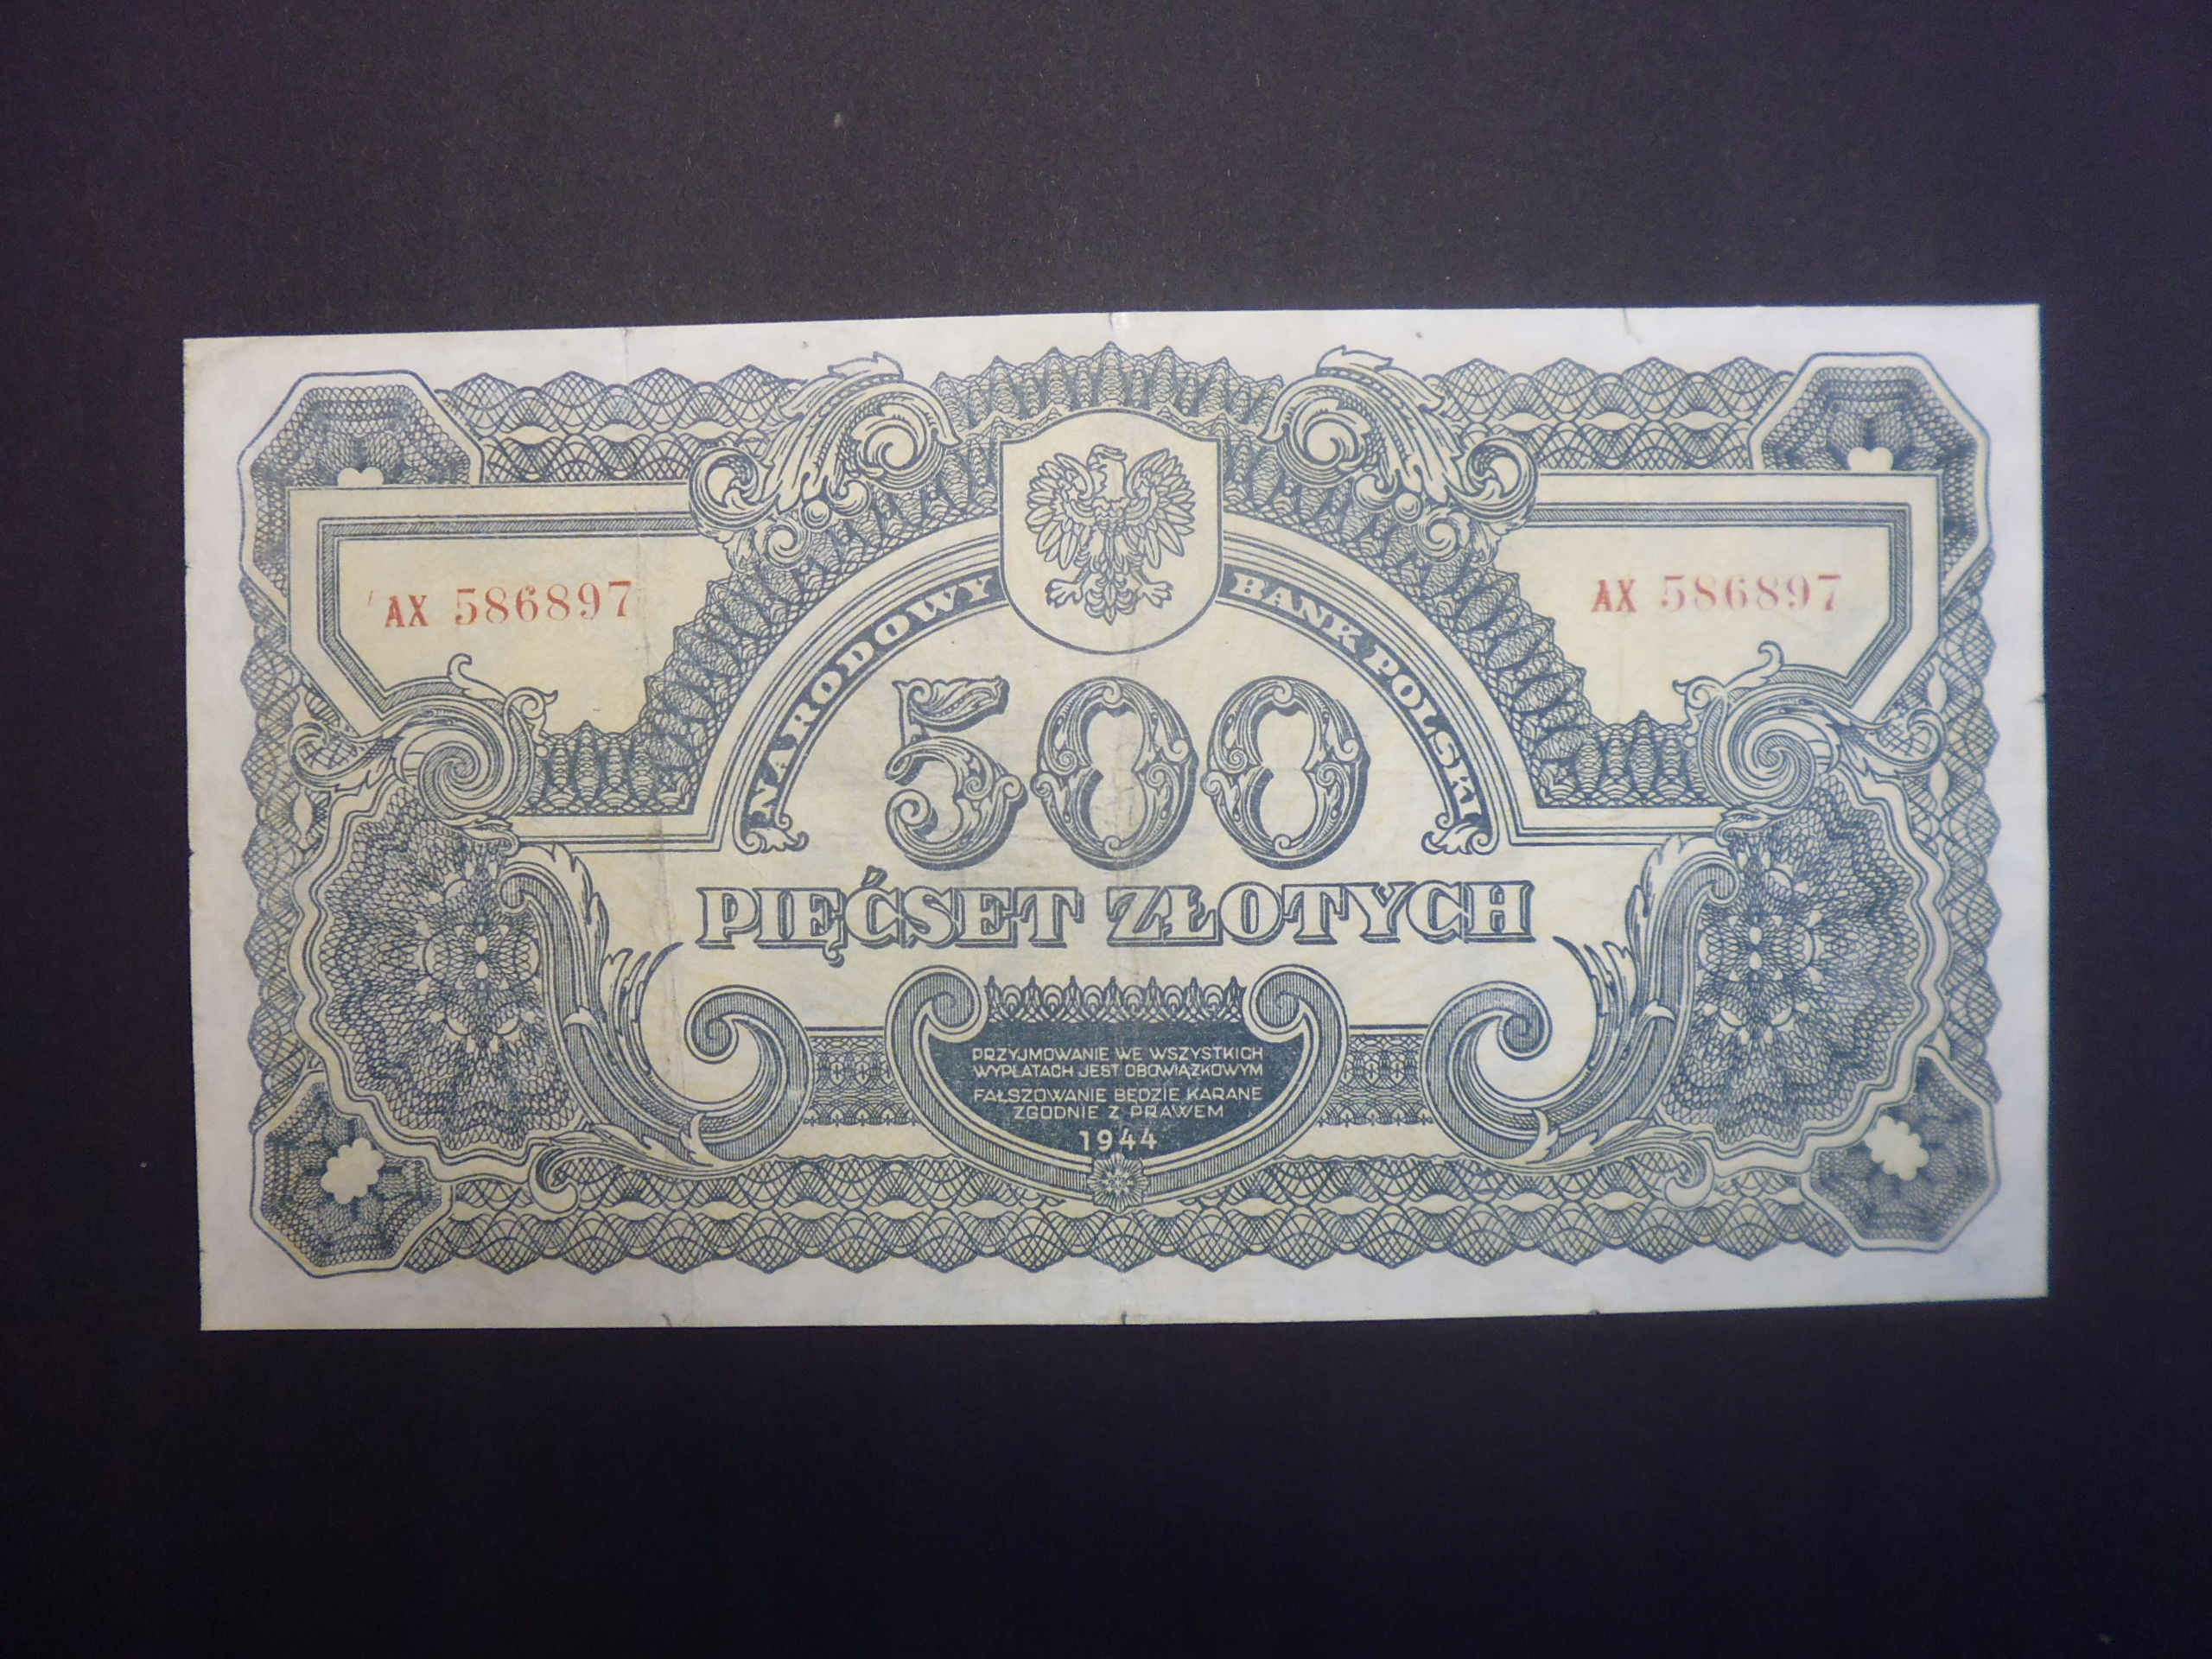 AX 586897
AX 586897
NARODOWY BANK POLSKI
500
PIĘĆSET ZŁOTYCH
PRZYJMOWANIE WE WSZYSTKICH
WYPŁATACH JEST OBOWIĄZKOWYM
FAŁSZOWANIE BĘDZIE KARANE
ZGODNIE Z PRAWEM
1944